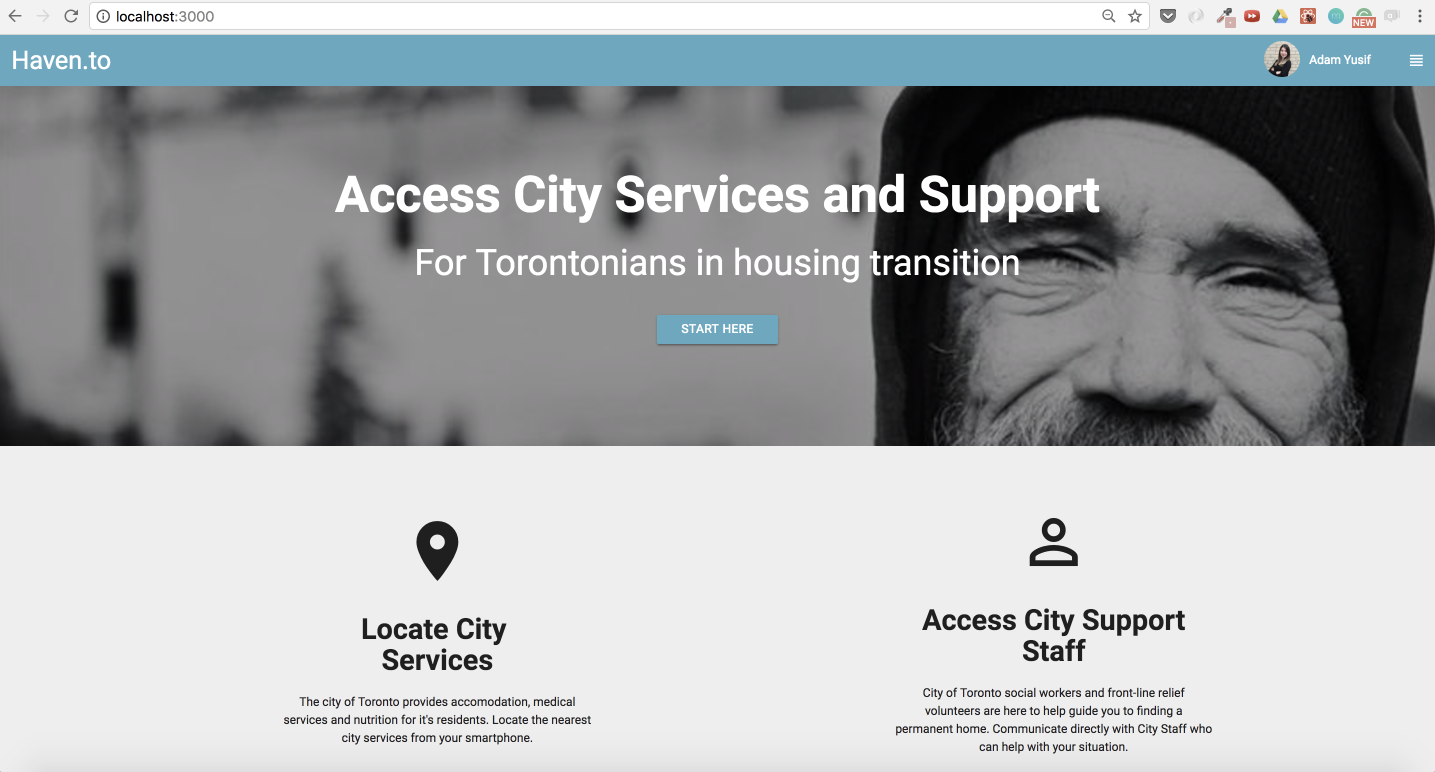 localhost:3000
NEW
Haven.to
Adam Yusif
Access City Services and Support
For Torontonians in housing transition
START HERE
Locate City
Services
The city of Toronto provides accomodation, medical
services and nutrition for it's residents. Locate the nearest
city services from your smartphone.
Access City Support
Staff
City of Toronto social workers and front-line relief
volunteers are here to help guide you to finding a
permanent home. Communicate directly with City Staff who
can help with your situation.